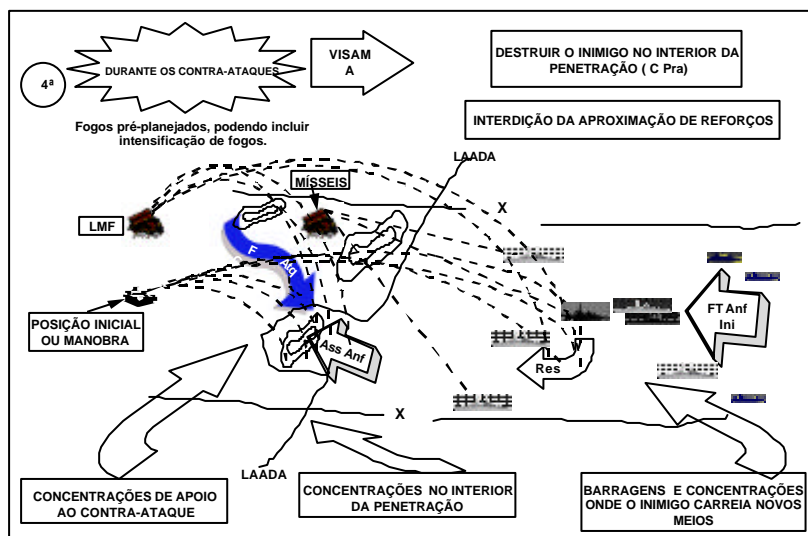 4ª
DURANTE OS CONTRA-ATAQUES
VISAM
A
DESTRUIR O INIMIGO NO INTERIOR DA
PENETRAÇÃO ( C Pra)
Fogos pré-planejados, podendo incluir
intensificação de fogos.
INTERDIÇÃO DA APROXIMAÇÃO DE REFORÇOS
LAADA
MÍSSEIS
LMF
X
F
Atq
POSIÇÃO INICIAL
OU MANOBRA
Ass Anf
Res
FT Anf
Ini
X
LAADA
CONCENTRAÇÕES DE APOIO
AO CONTRA-ATAQUE
CONCENTRAÇÕES NO INTERIOR
DA PENETRAÇÃO
BARRAGENS E CONCENTRAÇÕES
ONDE O INIMIGO CARREIA NOVOS
MEIOS